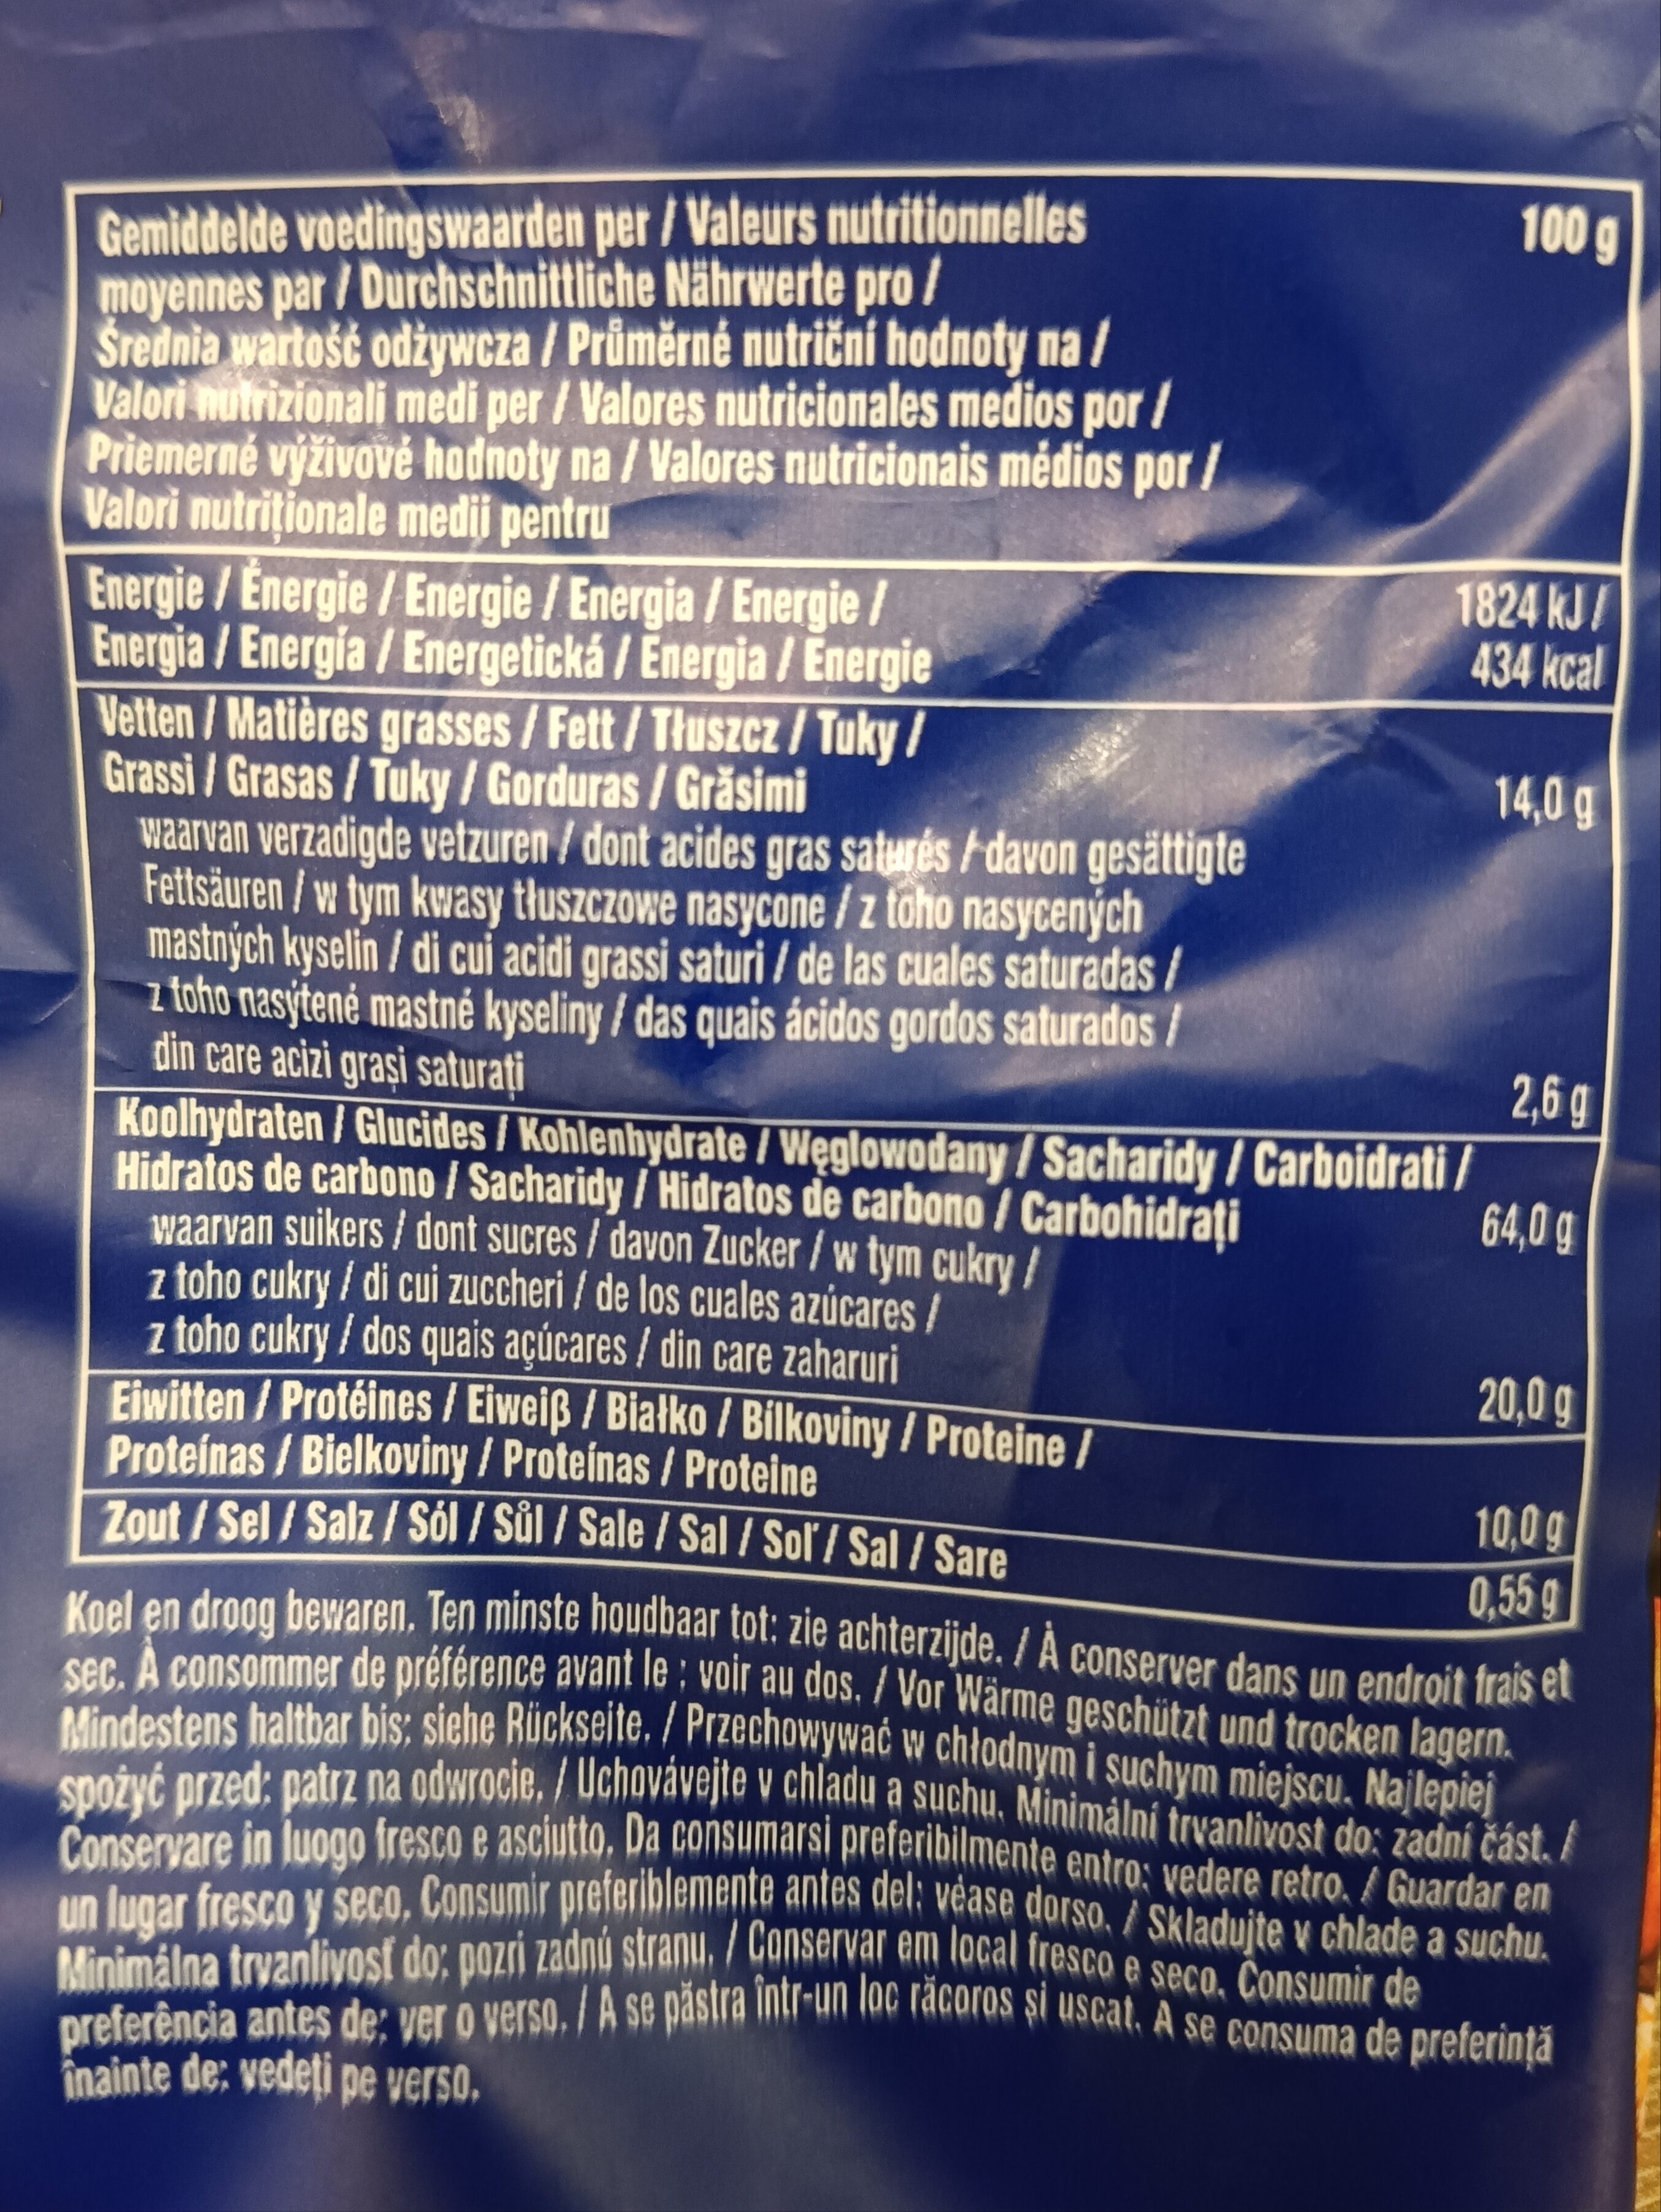 Gemiddelde voedingswaarden per / Valeurs nutritionnelles 100 g
moyennes par / Durchschnittliche Nährwerte pro /
Średnia wartość odżywcza / Průměrné nutriční hodnoty na /
Valori nutrizionali medi per / Valores nutricionales medios por /
Priemerné výživové hodnoty na / Valores nutricionais médios por /
Valori nutriționale medii pentru
Energie / Énergie / Energie / Energia / Energie / 1824 kJ /
Energia / Energía / Energetická / Energia / Energie 434 kcal
Vetten / Matières grasses / Fett / Tłuszcz / Tuky /
Grassi / Grasas / Tuky / Gorduras / Grăsimi 14,0 g
waarvan verzadigde vetzuren / dont acides gras saturés / davon gesättigte
Fettsäuren / w tym kwasy tłuszczowe nasycone / z toho nasycených
mastných kyselin / di cui acidi grassi saturi / de las cuales saturadas /
z toho nasýtené mastné kyseliny / das quais ácidos gordos saturados /
din care acizi grași saturați 2,6 g
Koolhydraten / Glucides / Kohlenhydrate / Węglowodany / Sacharidy / Carboidrati /
Hidratos de carbono / Sacharidy / Hidratos de carbono / Carbohidrați 64,0 g
waarvan suikers / dont sucres / davon Zucker / w tym cukry /
z toho cukry / di cui zuccheri / de los cuales azúcares /
z toho cukry / dos quais açúcares / din care zaharuri 20,0 g
Eiwitten / Protéines / Eiweiß / Białko / Bílkoviny / Proteine /
Proteínas / Bielkoviny / Proteínas / Proteine 10,0 g
Zout / Sel / Salz / Sól / Sůl / Sale / Sal / Soľ / Sal / Sare 0,55 g
Koel en droog bewaren. Ten minste houdbaar tot: zie achterzijde. / À conserver dans un endroit frais et
sec. À consommer de préférence avant le : voir au dos. / Vor Wärme geschützt und trocken lagern.
Mindestens haltbar bis: siehe Rückseite. / Przechowywać w chłodnym i suchym miejscu. Najlepiej
spożyć przed: patrz na odwrocie. / Uchovávejte v chladu a suchu. Minimální trvanlivost do: zadní část. /
Conservare in luogo fresco e asciutto. Da consumarsi preferibilmente entro: vedere retro. / Guardar en
un lugar fresco y seco. Consumir preferiblemente antes del: véase dorso. / Skladujte v chlade a suchu.
Minimálna trvanlivosť do: pozri zadnú stranu. / Conservar em local fresco e seco. Consumir de
preferência antes de: ver o verso. / A se păstra într-un loc răcoros și uscat. A se consuma de preferință
înainte de: vedeți pe verso.